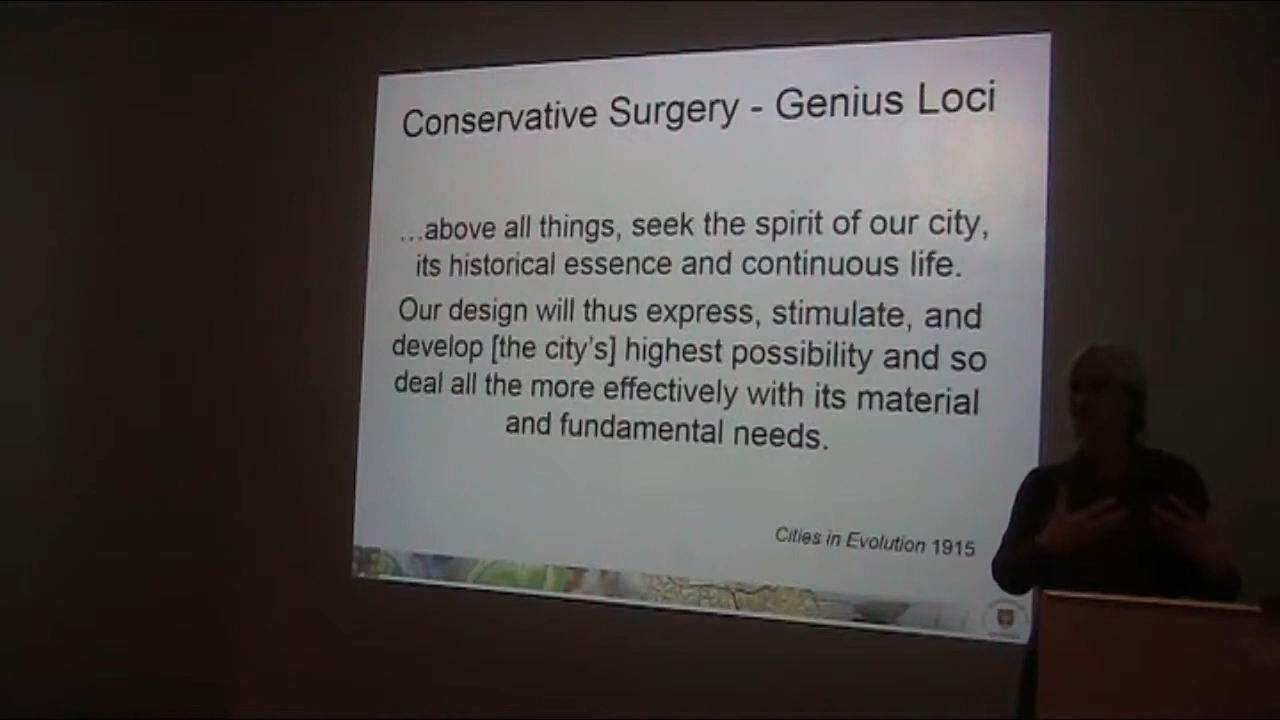 Conservative Surgery - Genius Loci
...above all things, seek the spirit of our city,
its historical essence and continuous life.
Our design will thus express, stimulate, and
develop [the city's] highest possibility and so
deal all the more effectively with its material
and fundamental needs.
Cities in Evolution 1915